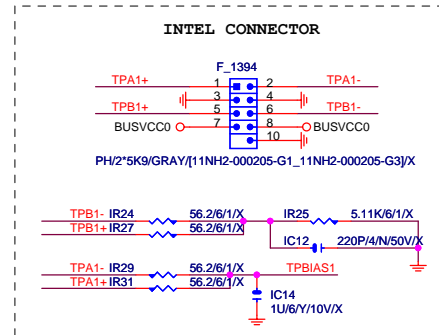 INTEL CONNECTOR
F_1394
TPA1+ 1 2 TPA1-
3 4
TPB1+ 5 6 TPB1-
BUSVCC0 7 8 BUSVCC0
10
PH/2*5K9/GRAY/[11NH2-000205-G1_11NH2-000205-G3]/X
TPB1- IR24 56.2/6/1/X IR25 5.11K/6/1/X
TPB1+ IR27 56.2/6/1/X
IC12 220P/4/N/50V/X
TPA1- IR29 56.2/6/1/X TPBIAS1
TPA1+ IR31 56.2/6/1/X
IC14
1U/6/Y/10V/X